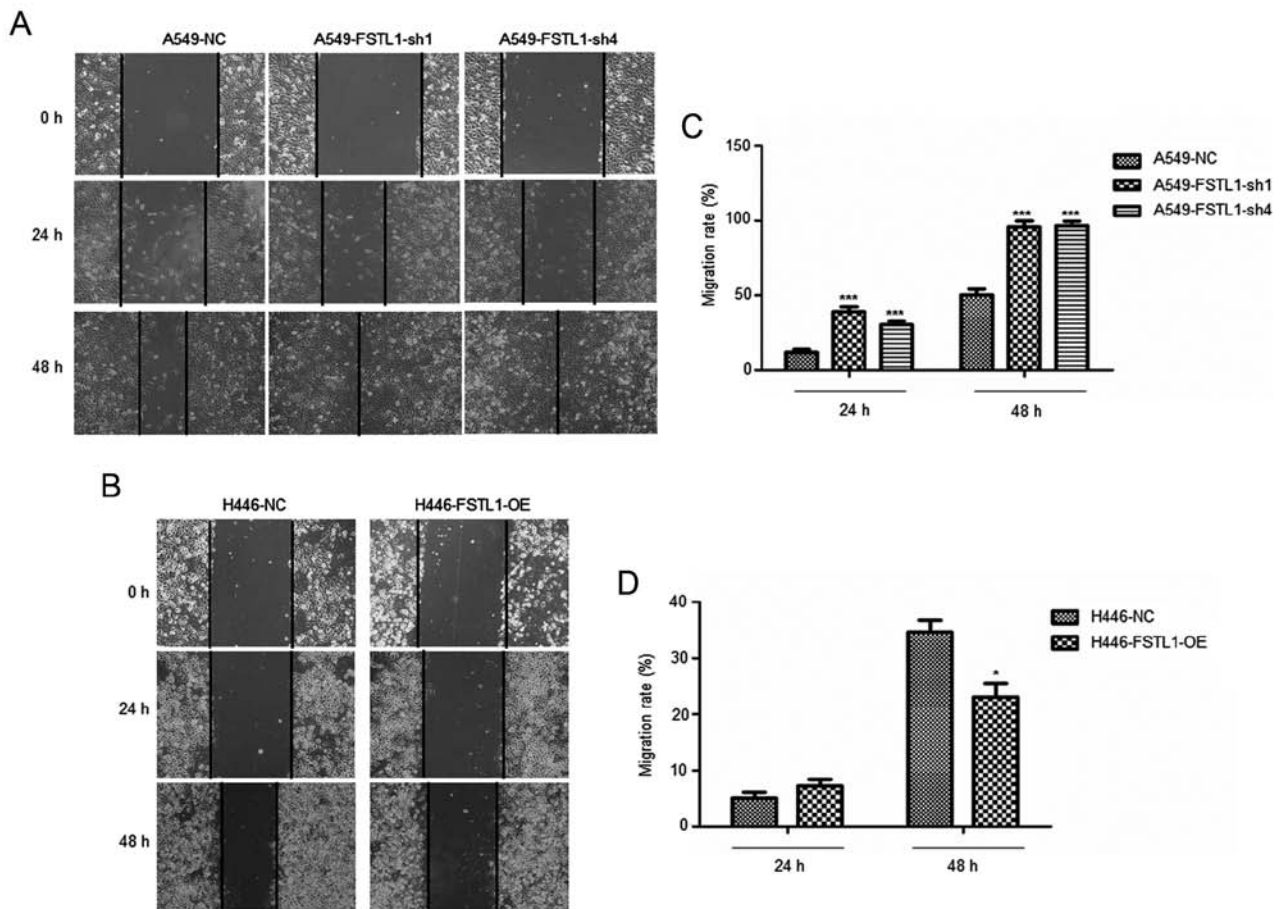 A
A549-NC A549-FSTL1-sh1 A549-FSTL1-sh4
0 h
24 h
48 h
C
150
100
50
0
Migration rate (%)
*** *** *** ***
24 h 48 h
A549-NC
A549-FSTL1-sh1
A549-FSTL1-sh4
B
H446-NC H446-FSTL1-OE
0 h
24 h
48 h
D
40
30
20
10
0
Migration rate (%)
*
24 h 48 h
H446-NC
H446-FSTL1-OE